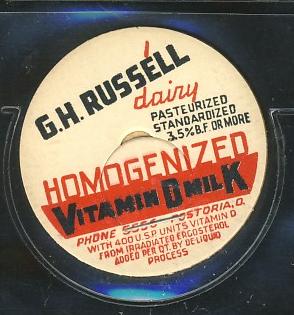 G.H. RUSSELL
dairy
PASTEURIZED
STANDARDIZED
3.5% B.F. OR MORE
HOMOGENIZED
VITAMIN D MILK
PHONE FOSTORIA, O.
WITH 400 U.S.P. UNITS VITAMIN D
FROM IRRADIATED ERGOSTEROL
ADDED PER QT. BY DELIQUID
PROCESS